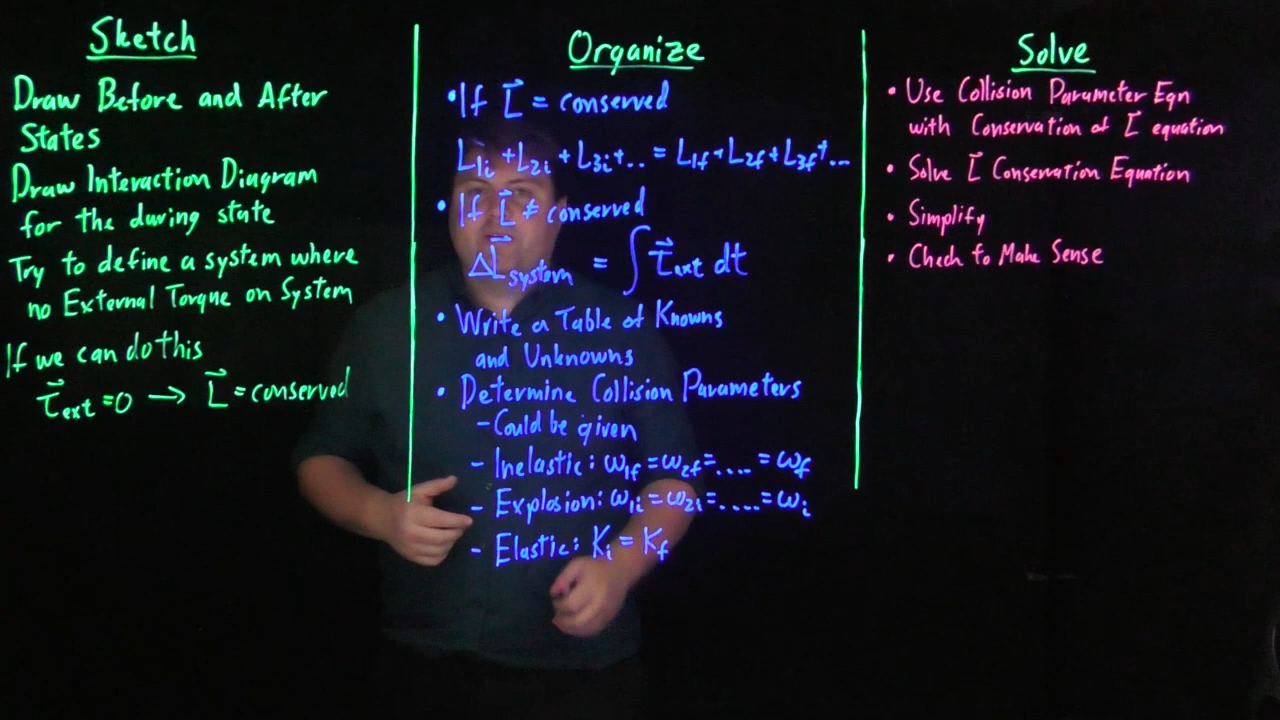 Sketch
Draw Before and After
States
Draw Interaction Diagram
for the during state
Try to define a system where
no External Torque on System
If we can do this
τ⃗ext = 0 → L⃗ = conserved
Organize
• If L⃗ = conserved
L1i + L2i + L3i + .. = L1f + L2f + L3f + ...
• If L⃗ ≠ conserved
ΔL⃗system = ∫ τ⃗ext dt
• Write a Table of Knowns
and Unknowns
• Determine Collision Parameters
- Could be given
- Inelastic: ω1f = ω2f = .... = ωf
- Explosion: ω1i = ω2i = ..... = ωi
- Elastic: Ki = Kf
Solve
• Use Collision Parameter Eqn
with Conservation of L⃗ equation
• Solve L⃗ Conservation Equation
• Simplify
• Check to Make Sense